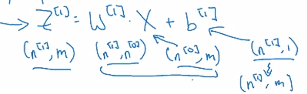 → Z^[1] = W^[1] · X + b^[1]
(n^[1], m) (n^[1], n^[0]) (n^[0], m) (n^[1], 1)
(n^[1], m)